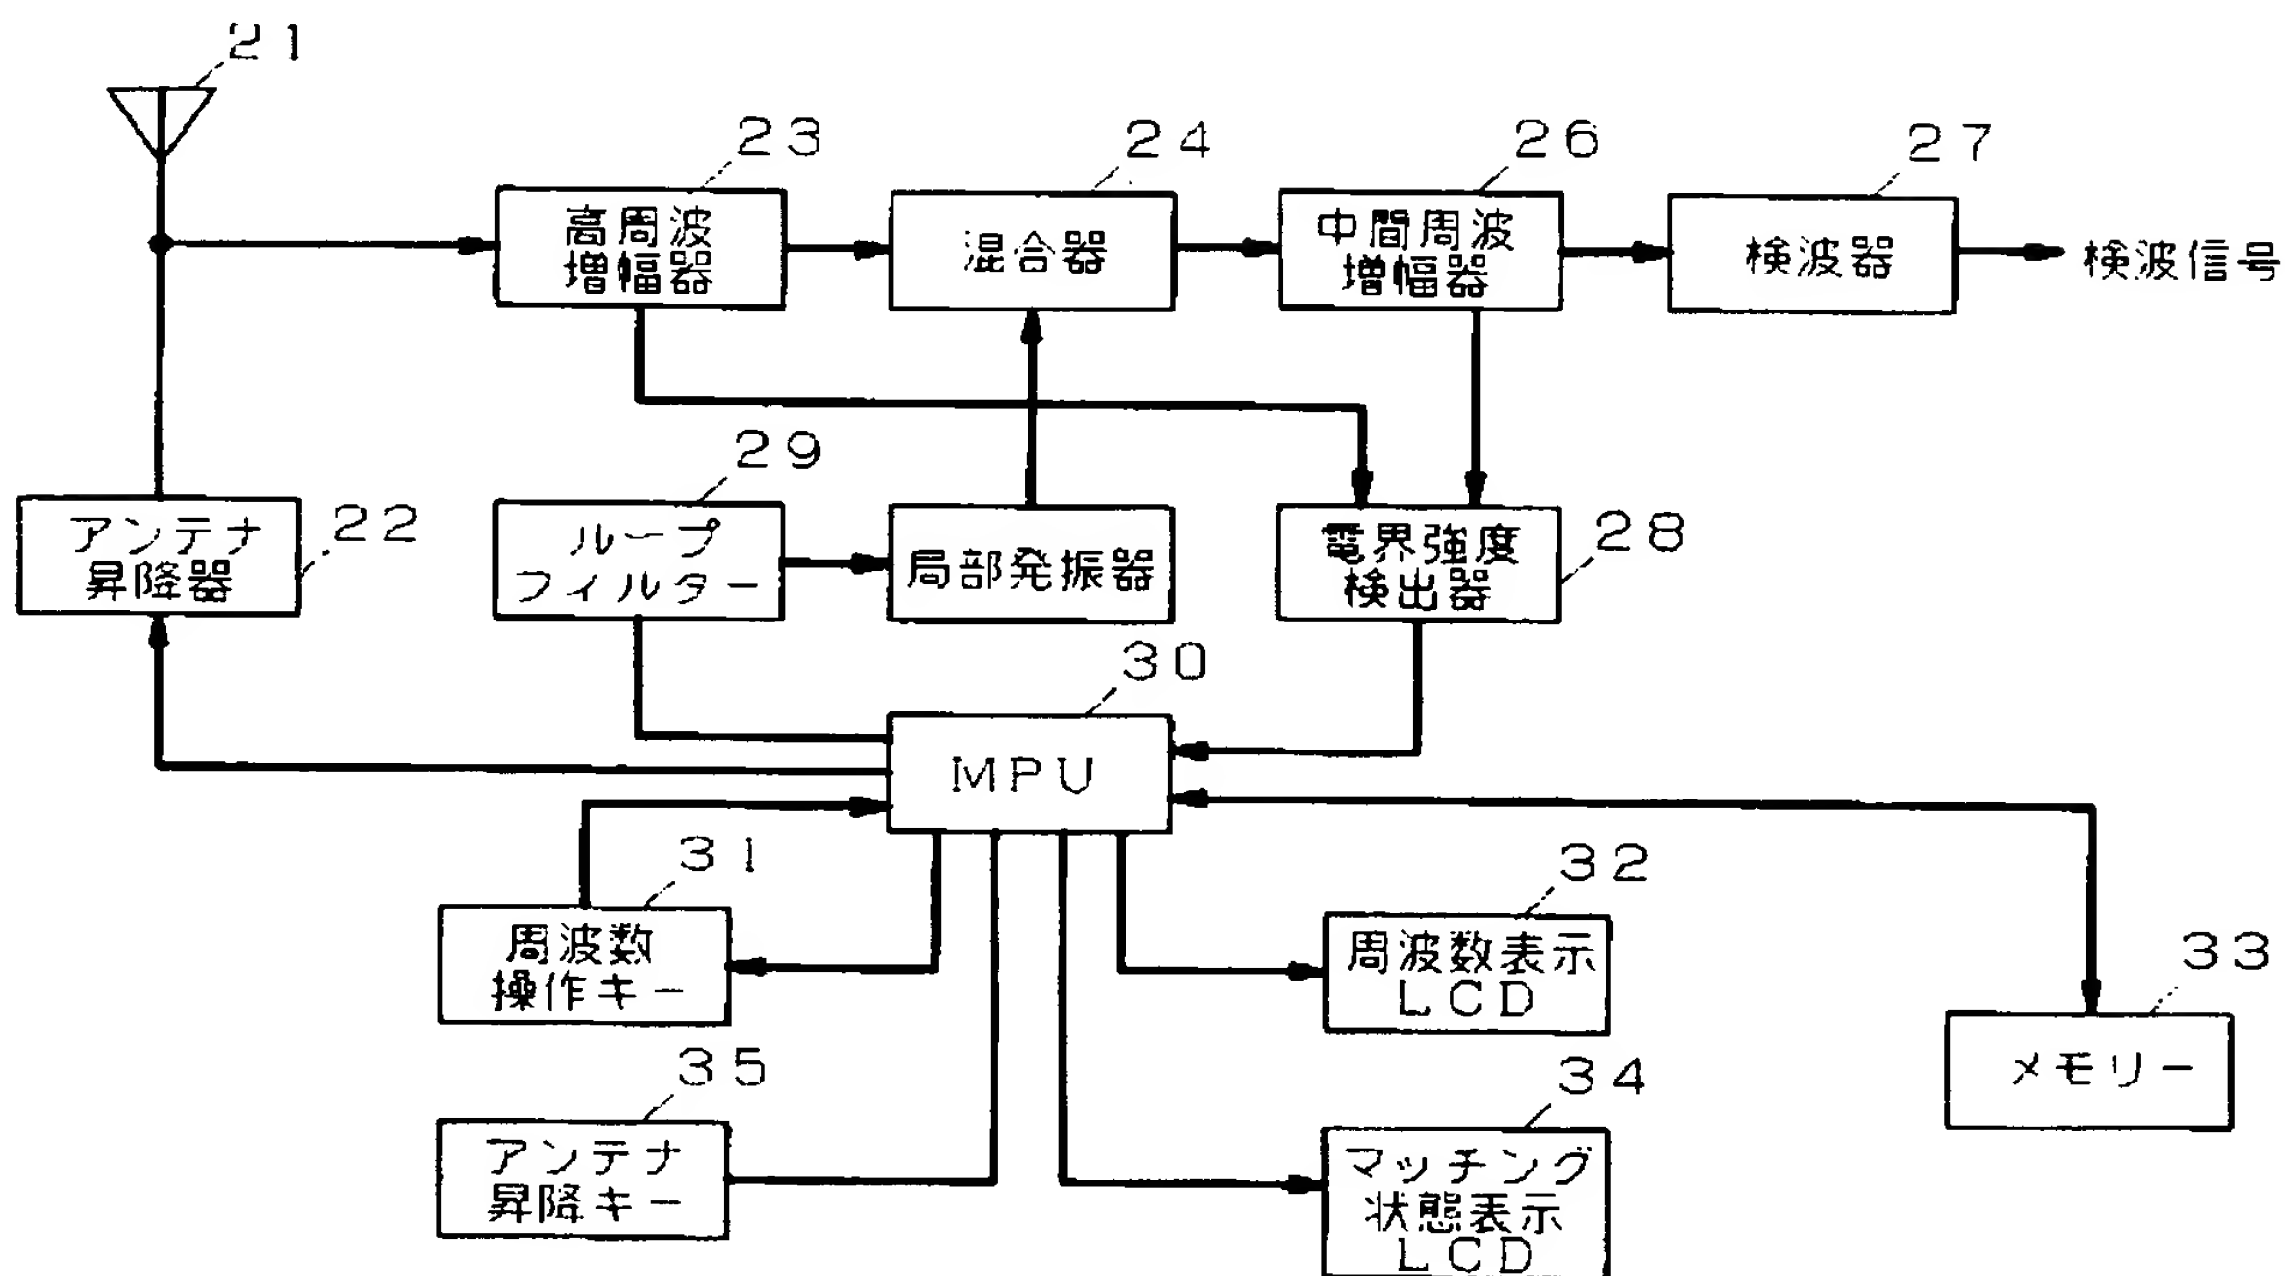 21
23
24
26
27
高周波
増幅器
混合器
中間周波
増幅器
検波器
検波信号
29
アンテナ
昇降器
22
ループ
フィルター
局部発振器
電界強度
検出器
28
30
MPU
31
32
周波数
操作キー
周波数表示
LCD
33
35
34
メモリー
アンテナ
昇降キー
マッチング
状態表示
LCD